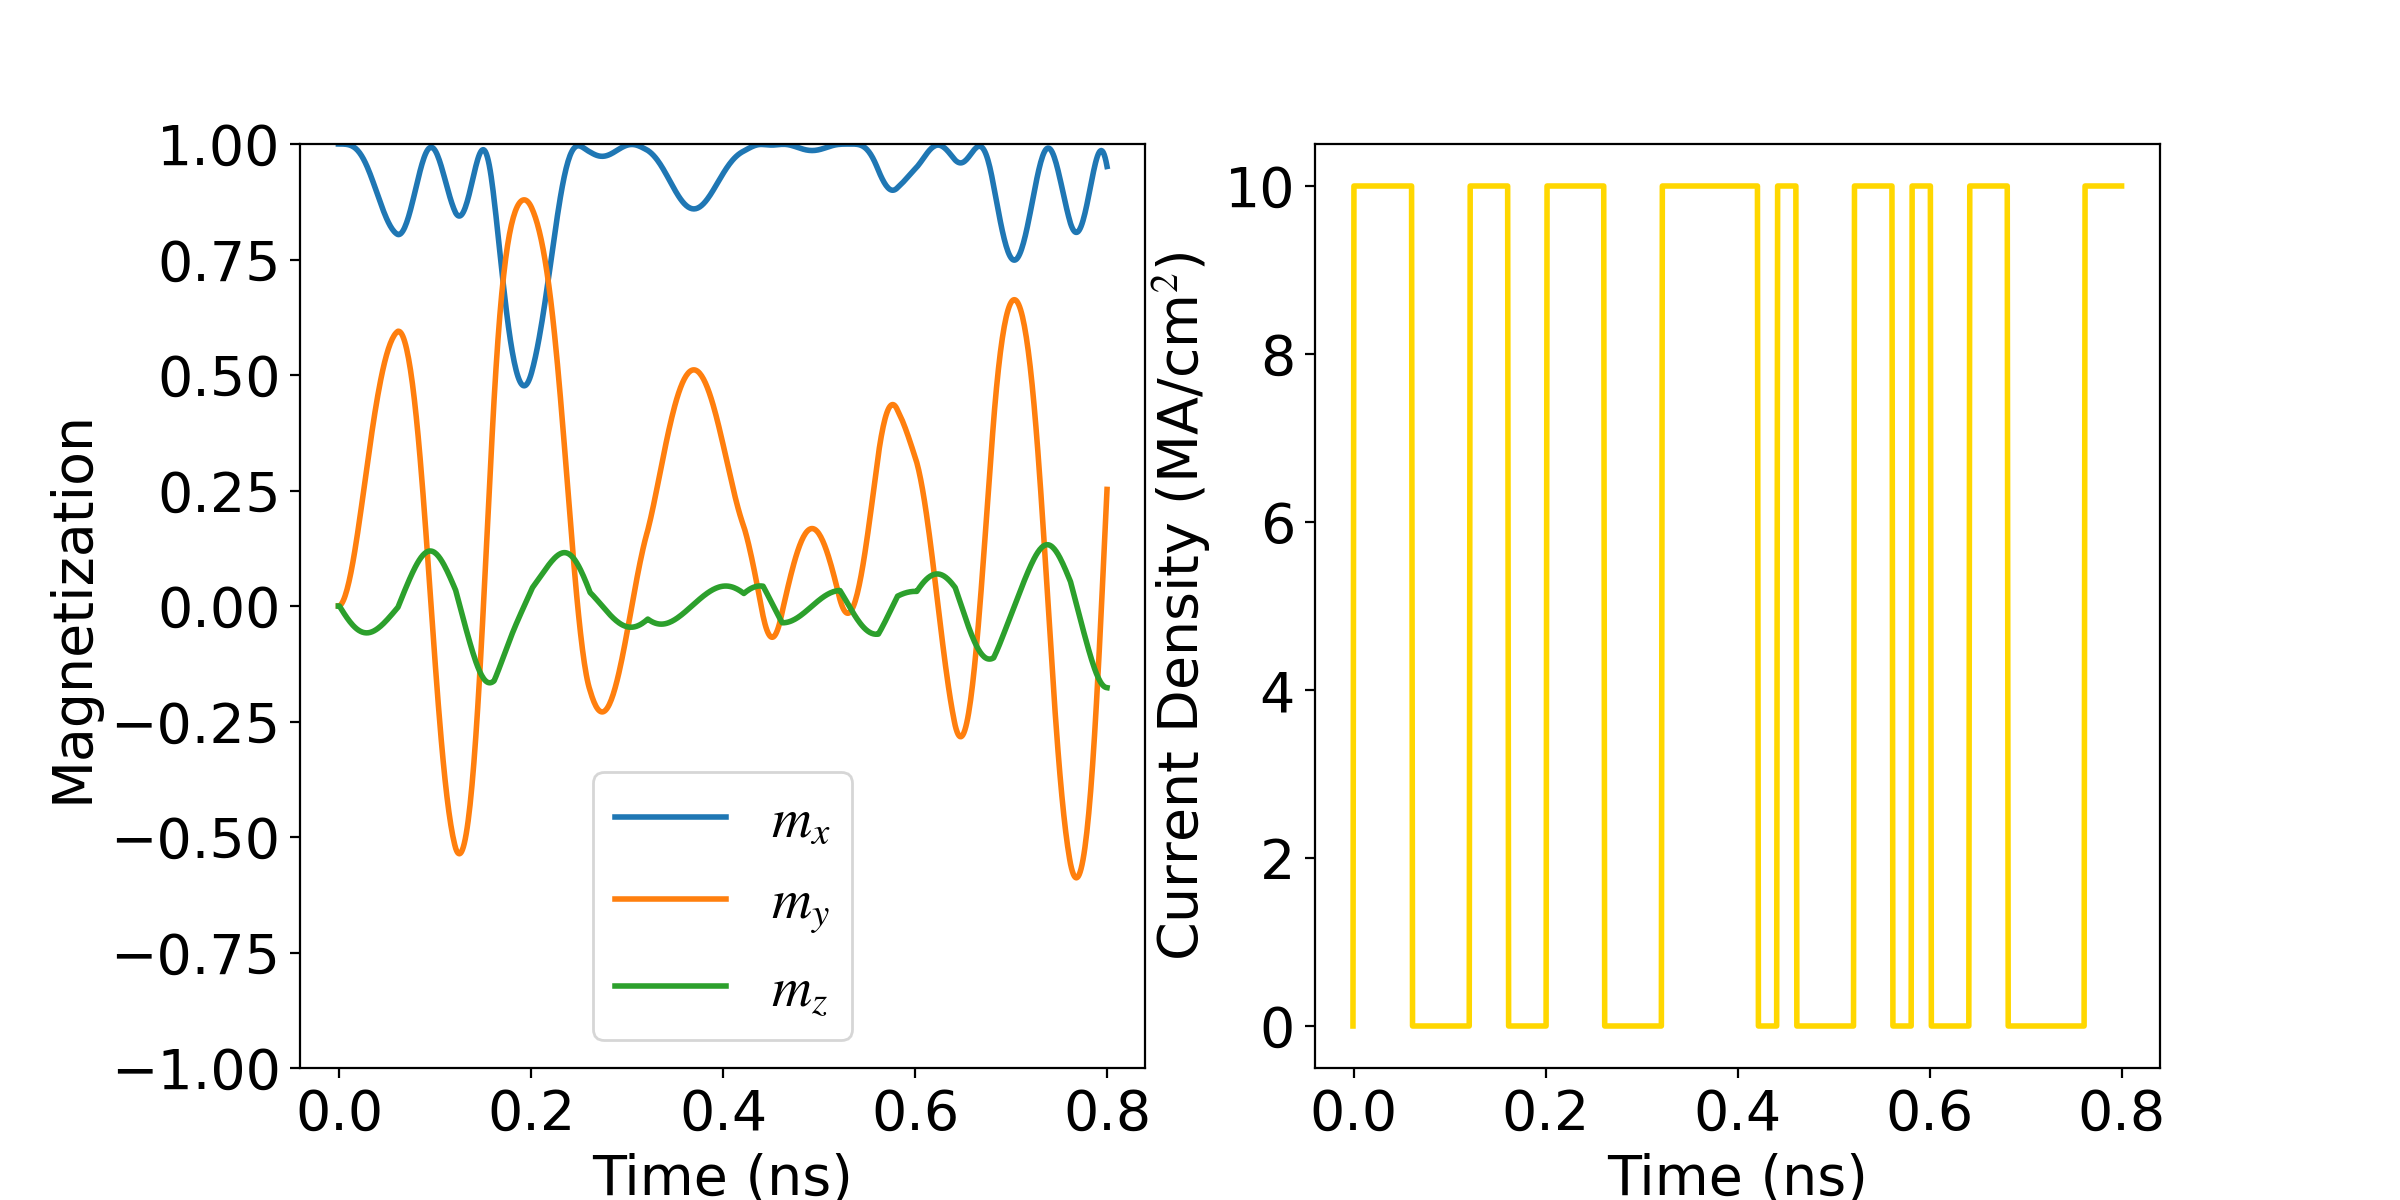 Magnetization
1.00
0.75
0.50
0.25
0.00
−0.25
−0.50
−0.75
−1.00
0.0 0.2 0.4 0.6 0.8
Time (ns)
m_x
m_y
m_z
Current Density (MA/cm²)
10
8
6
4
2
0
0.0 0.2 0.4 0.6 0.8
Time (ns)